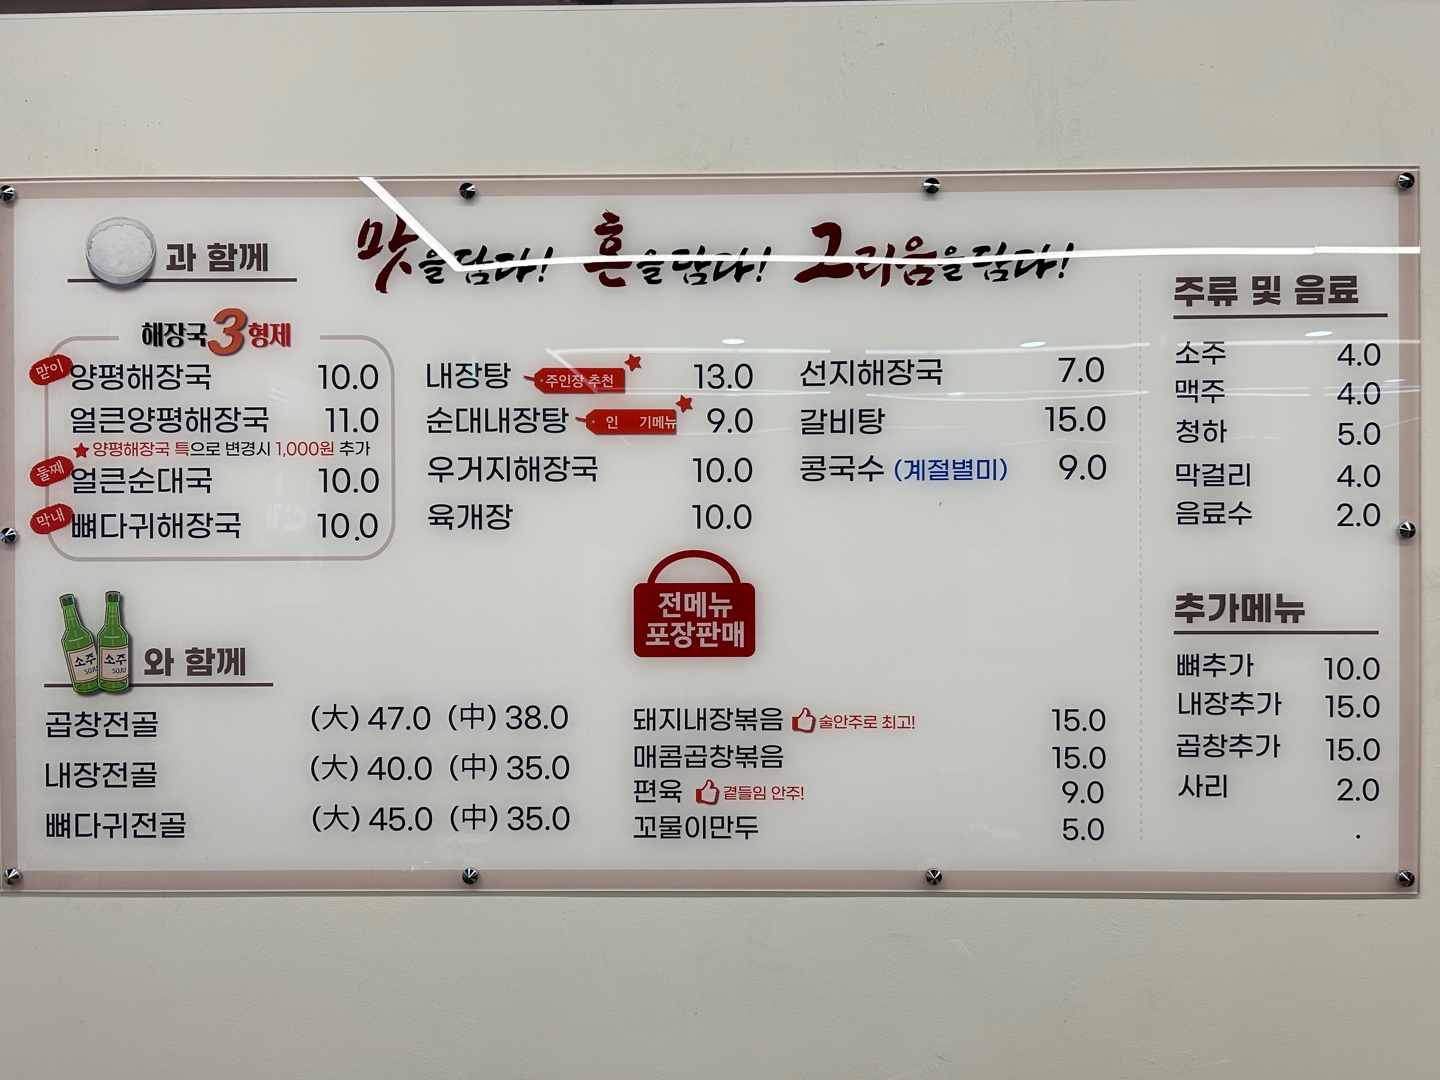 맛을 담다! 혼을 담다! 그리움을 담다!
과 함께
해장국3형제
맏이 양평해장국 10.0
얼큰양평해장국 11.0
양평해장국 특으로 변경시 1,000원 추가
둘째 얼큰순대국 10.0
막내 뼈다귀해장국 10.0
내장탕 주인장 추천 13.0
순대내장탕 인 기메뉴 9.0
우거지해장국 10.0
육개장 10.0
선지해장국 7.0
갈비탕 15.0
콩국수 (계절별미) 9.0
전메뉴
포장판매
소주 SOJU 소주 SOJU 와 함께
곱창전골 (大) 47.0 (中) 38.0
내장전골 (大) 40.0 (中) 35.0
뼈다귀전골 (大) 45.0 (中) 35.0
돼지내장볶음 술안주로 최고! 15.0
매콤곱창볶음 15.0
편육 곁들임 안주! 9.0
꼬물이만두 5.0
주류 및 음료
소주 4.0
맥주 4.0
청하 5.0
막걸리 4.0
음료수 2.0
추가메뉴
뼈추가 10.0
내장추가 15.0
곱창추가 15.0
사리 2.0
.